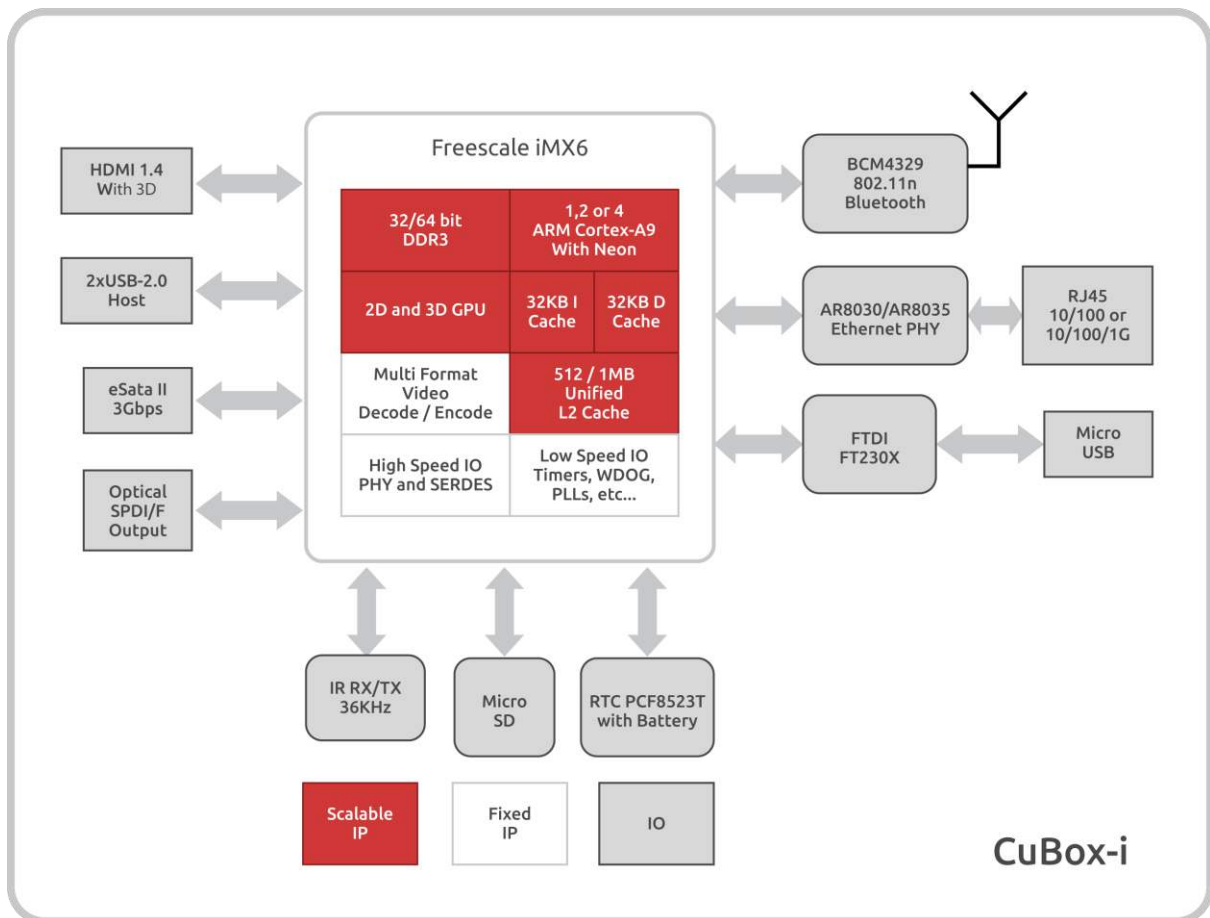 Freescale iMX6
HDMI 1.4
With 3D
2xUSB-2.0
Host
eSata II
3Gbps
Optical
SPDI/F
Output
32/64 bit
DDR3
1,2 or 4
ARM Cortex-A9
With Neon
2D and 3D GPU
32KB I
Cache
32KB D
Cache
Multi Format
Video
Decode / Encode
512 / 1MB
Unified
L2 Cache
High Speed IO
PHY and SERDES
Low Speed IO
Timers, WDOG,
PLLs, etc...
BCM4329
802.11n
Bluetooth
AR8030/AR8035
Ethernet PHY
RJ45
10/100 or
10/100/1G
FTDI
FT230X
Micro
USB
IR RX/TX
36KHz
Micro
SD
RTC PCF8523T
with Battery
Scalable
IP
Fixed
IP
IO
CuBox-i